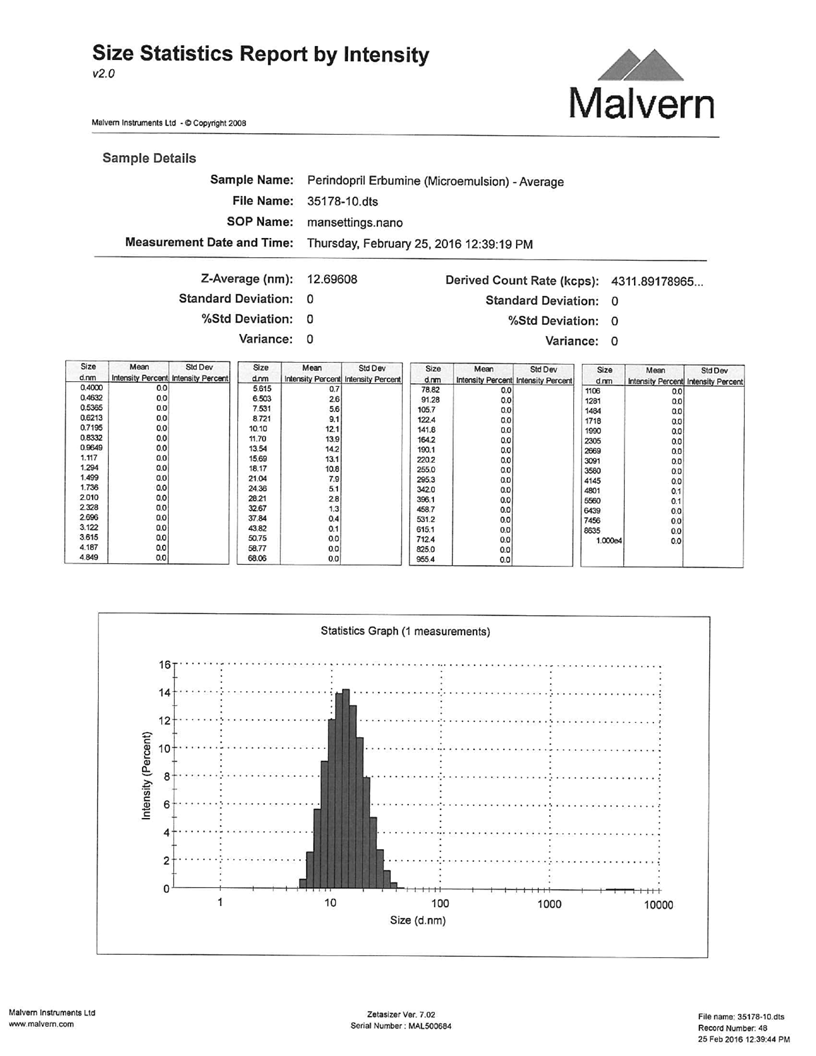 Size Statistics Report by Intensity
v2.0
Malvern
Malvern Instruments Ltd - © Copyright 2008
Sample Details
Sample Name: Perindopril Erbumine (Microemulsion) - Average
File Name: 35178-10.dts
SOP Name: mansettings.nano
Measurement Date and Time: Thursday, February 25, 2016 12:39:19 PM
Z-Average (nm): 12.69608 Derived Count Rate (kcps): 4311.89178965...
Standard Deviation: 0 Standard Deviation: 0
%Std Deviation: 0 %Std Deviation: 0
Variance: 0 Variance: 0
Size Mean Std Dev Size Mean Std Dev Size Mean Std Dev Size Mean Std Dev
d.nm Intensity Percent Intensity Percent d.nm Intensity Percent Intensity Percent d.nm Intensity Percent Intensity Percent d.nm Intensity Percent Intensity Percent
0.4000 0.0 5.615 0.7 78.82 0.0 1106 0.0
0.4632 0.0 6.503 2.6 91.28 0.0 1281 0.0
0.5365 0.0 7.531 5.6 105.7 0.0 1484 0.0
0.6213 0.0 8.721 9.1 122.4 0.0 1718 0.0
0.7195 0.0 10.10 12.1 141.8 0.0 1990 0.0
0.8332 0.0 11.70 13.9 164.2 0.0 2305 0.0
0.9649 0.0 13.54 14.2 190.1 0.0 2669 0.0
1.117 0.0 15.69 13.1 220.2 0.0 3091 0.0
1.294 0.0 18.17 10.8 255.0 0.0 3580 0.0
1.499 0.0 21.04 7.9 295.3 0.0 4145 0.0
1.736 0.0 24.36 5.1 342.0 0.0 4801 0.1
2.010 0.0 28.21 2.8 396.1 0.0 5560 0.1
2.328 0.0 32.67 1.3 458.7 0.0 6439 0.0
2.696 0.0 37.84 0.4 531.2 0.0 7456 0.0
3.122 0.0 43.82 0.1 615.1 0.0 8635 0.0
3.615 0.0 50.75 0.0 712.4 0.0 1.000e4 0.0
4.187 0.0 58.77 0.0 825.0 0.0
4.849 0.0 68.06 0.0 955.4 0.0
Statistics Graph (1 measurements)
16
14
12
10
8
6
4
2
0
Intensity (Percent)
1 10 100 1000 10000
Size (d.nm)
Malvern Instruments Ltd Zetasizer Ver. 7.02 File name: 35178-10.dts
www.malvern.com Serial Number : MAL500684 Record Number: 48
25 Feb 2016 12:39:44 PM